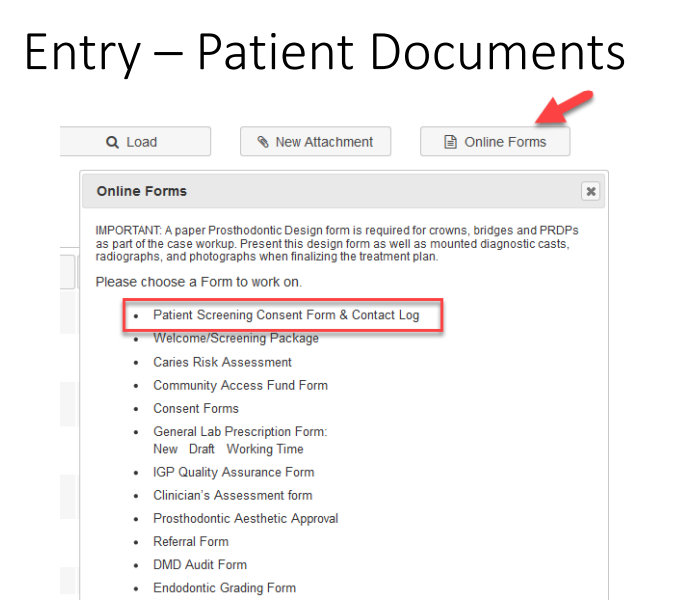 Entry – Patient Documents
Load
New Attachment
Online Forms
Online Forms
IMPORTANT: A paper Prosthodontic Design form is required for crowns, bridges and PRDPs
as part of the case workup. Present this design form as well as mounted diagnostic casts,
radiographs, and photographs when finalizing the treatment plan.
Please choose a Form to work on.
• Patient Screening Consent Form & Contact Log
• Welcome/Screening Package
• Caries Risk Assessment
• Community Access Fund Form
• Consent Forms
• General Lab Prescription Form:
New Draft Working Time
• IGP Quality Assurance Form
• Clinician's Assessment form
• Prosthodontic Aesthetic Approval
• Referral Form
• DMD Audit Form
• Endodontic Grading Form